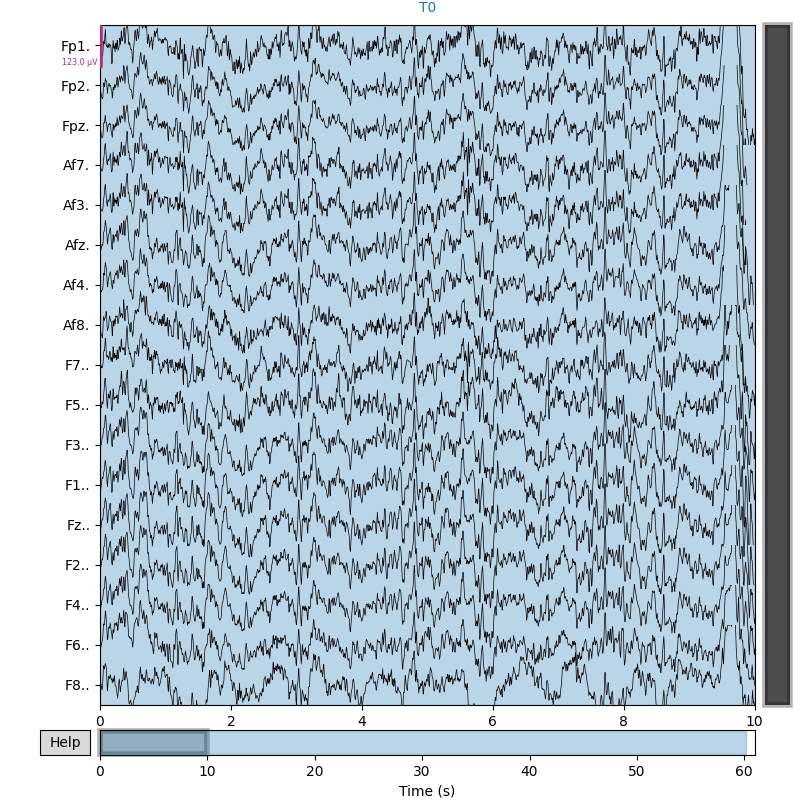 T0
Fp1.
123.0 µV
Fp2.
Fpz.
Af7.
Af3.
Afz.
Af4.
Af8.
F7..
F5..
F3..
F1..
Fz..
F2..
F4..
F6..
F8..
0 2 4 6 8 10
Help
0 10 20 30 40 50 60
Time (s)